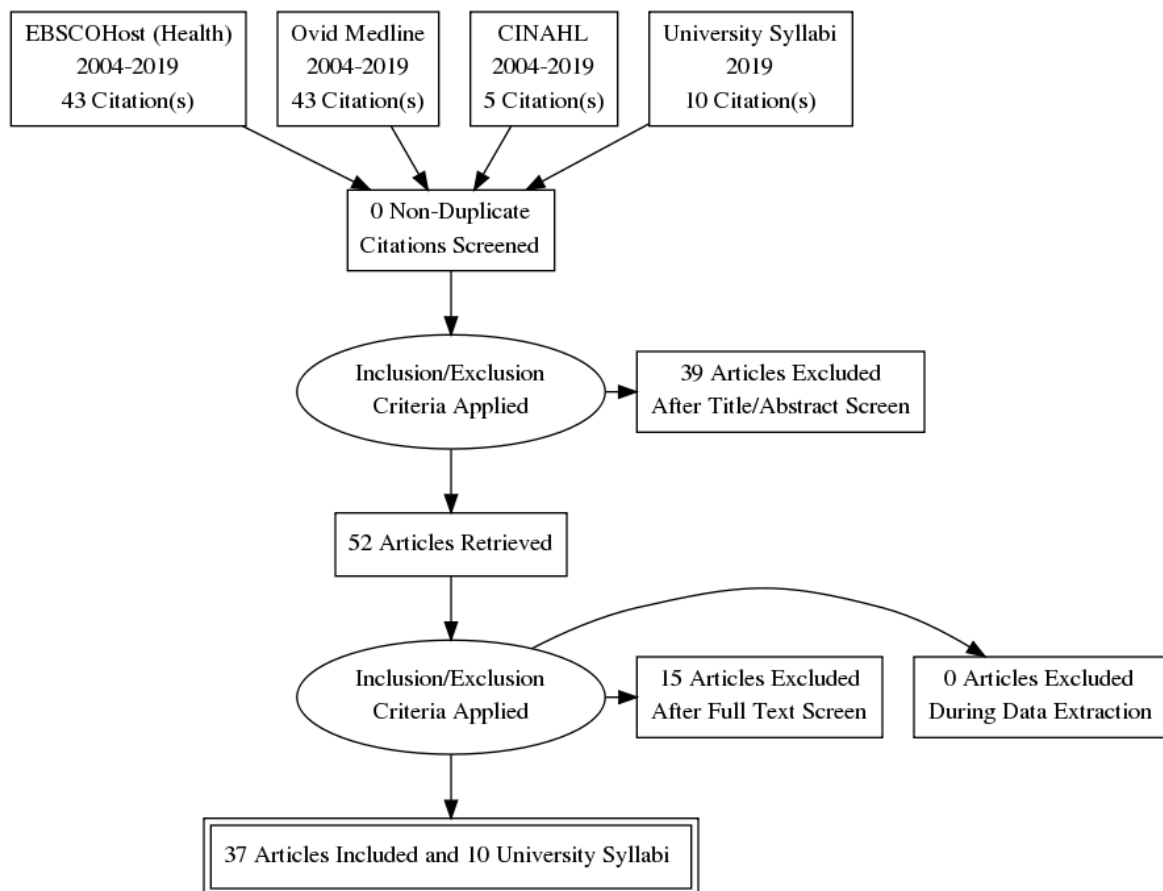 EBSCOHost (Health)
2004-2019
43 Citation(s)
Ovid Medline
2004-2019
43 Citation(s)
CINAHL
2004-2019
5 Citation(s)
University Syllabi
2019
10 Citation(s)
0 Non-Duplicate
Citations Screened
Inclusion/Exclusion
Criteria Applied
39 Articles Excluded
After Title/Abstract Screen
52 Articles Retrieved
Inclusion/Exclusion
Criteria Applied
15 Articles Excluded
After Full Text Screen
0 Articles Excluded
During Data Extraction
37 Articles Included and 10 University Syllabi